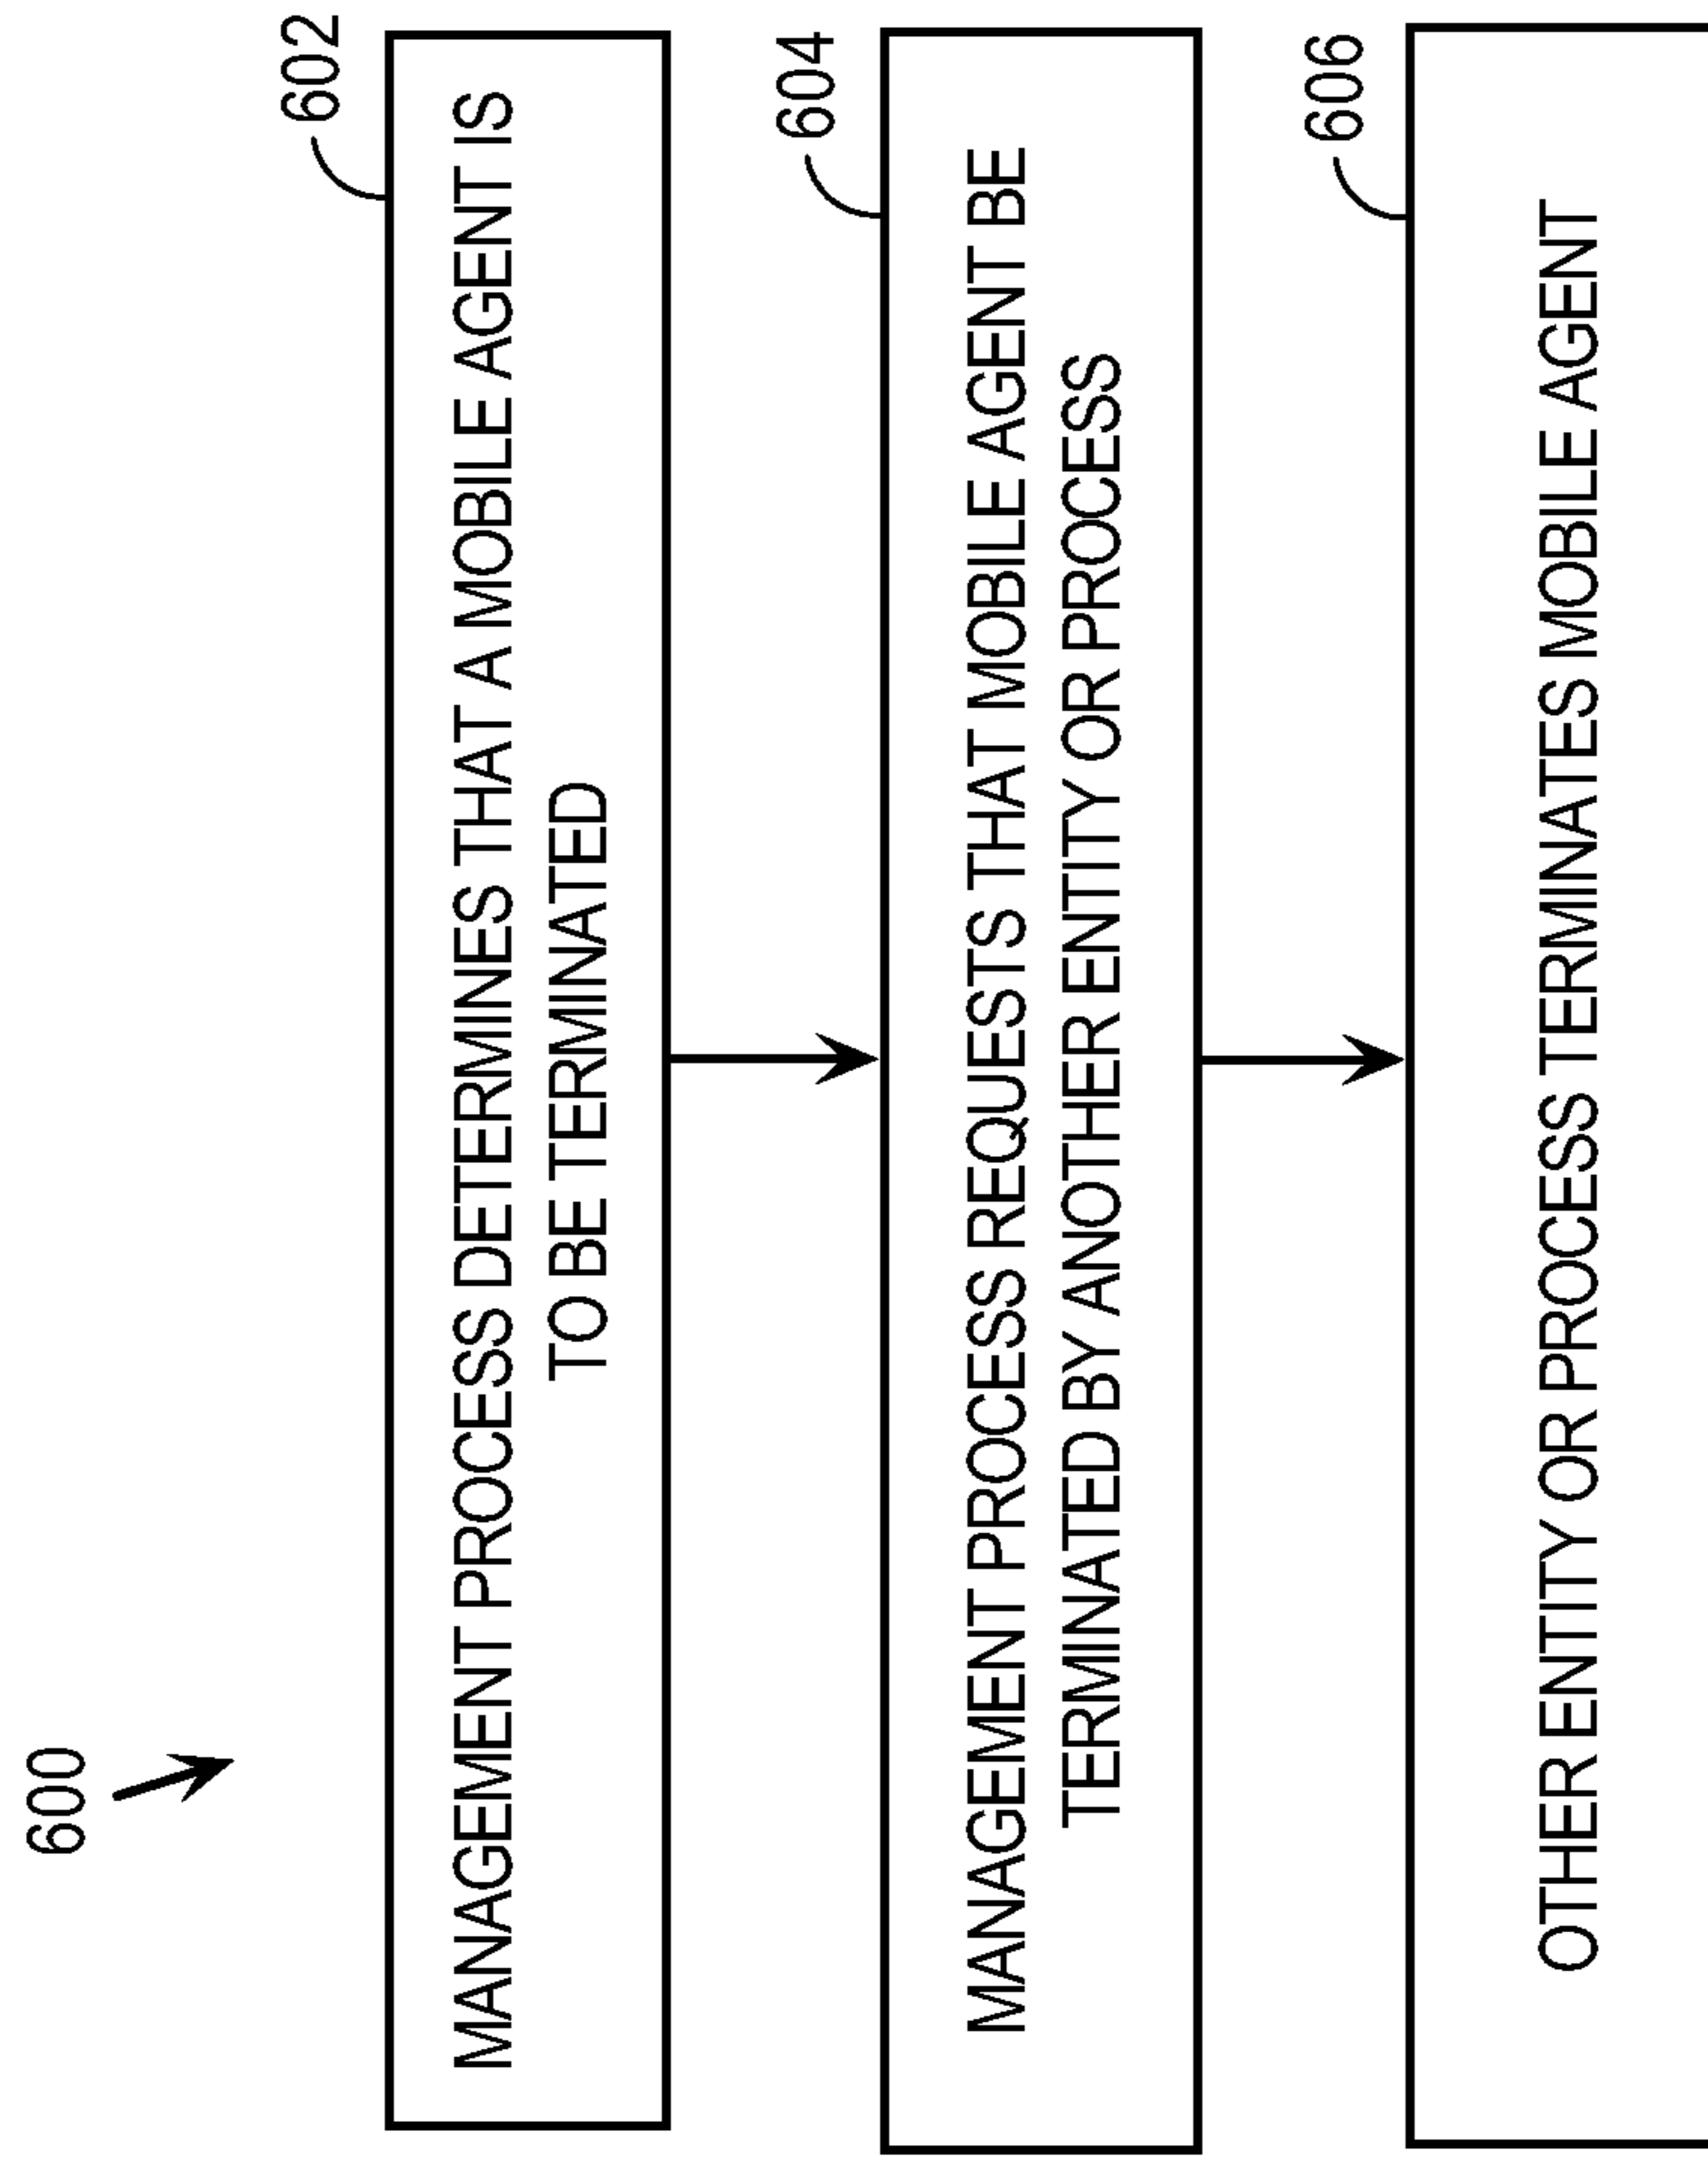 600
602
MANAGEMENT PROCESS DETERMINES THAT A MOBILE AGENT IS
TO BE TERMINATED
604
MANAGEMENT PROCESS REQUESTS THAT MOBILE AGENT BE
TERMINATED BY ANOTHER ENTITY OR PROCESS
606
OTHER ENTITY OR PROCESS TERMINATES MOBILE AGENT